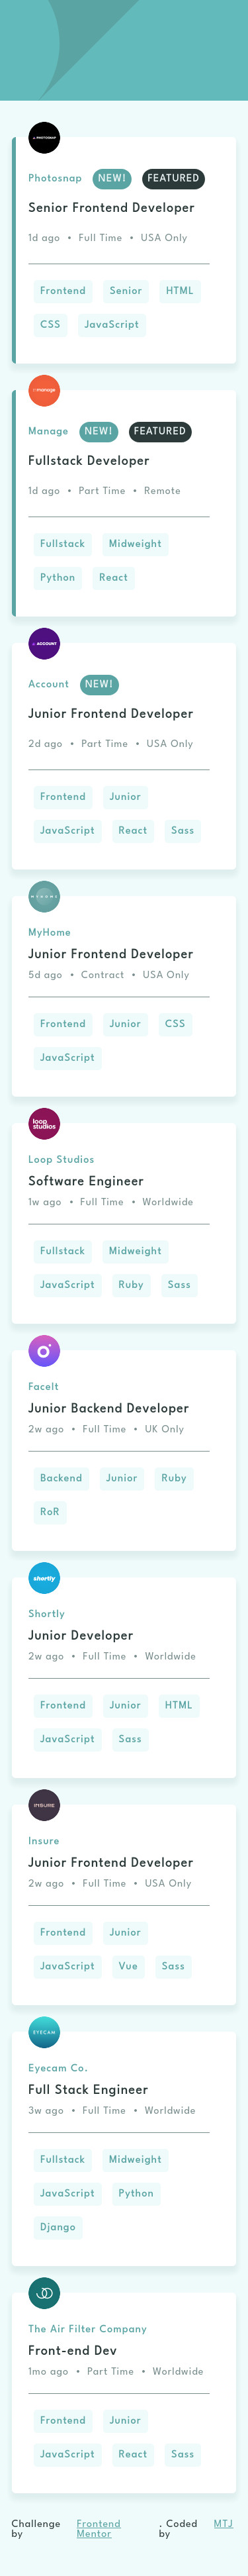 PHOTOSNAP
Photosnap NEW! FEATURED
Senior Frontend Developer
1d ago • Full Time • USA Only
Frontend Senior HTML
CSS JavaScript
manage
Manage NEW! FEATURED
Fullstack Developer
1d ago • Part Time • Remote
Fullstack Midweight
Python React
ACCOUNT
Account NEW!
Junior Frontend Developer
2d ago • Part Time • USA Only
Frontend Junior
JavaScript React Sass
MYHOME
MyHome
Junior Frontend Developer
5d ago • Contract • USA Only
Frontend Junior CSS
JavaScript
loop
studios
Loop Studios
Software Engineer
1w ago • Full Time • Worldwide
Fullstack Midweight
JavaScript Ruby Sass
FaceIt
Junior Backend Developer
2w ago • Full Time • UK Only
Backend Junior Ruby
RoR
shortly
Shortly
Junior Developer
2w ago • Full Time • Worldwide
Frontend Junior HTML
JavaScript Sass
INSURE
Insure
Junior Frontend Developer
2w ago • Full Time • USA Only
Frontend Junior
JavaScript Vue Sass
EYECAM
Eyecam Co.
Full Stack Engineer
3w ago • Full Time • Worldwide
Fullstack Midweight
JavaScript Python
Django
The Air Filter Company
Front-end Dev
1mo ago • Part Time • Worldwide
Frontend Junior
JavaScript React Sass
Challenge by Frontend Mentor . Coded by MTJ